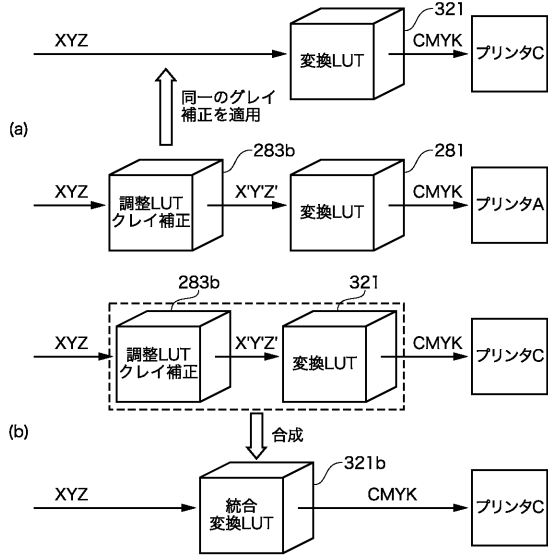 321
XYZ
変換LUT
CMYK
プリンタC
同一のグレイ
補正を適用
(a)
283b
281
XYZ
調整LUT
クレイ補正
X'Y'Z'
変換LUT
CMYK
プリンタA
283b
321
XYZ
調整LUT
クレイ補正
X'Y'Z'
変換LUT
CMYK
プリンタC
(b)
合成
321b
XYZ
統合
変換LUT
CMYK
プリンタC